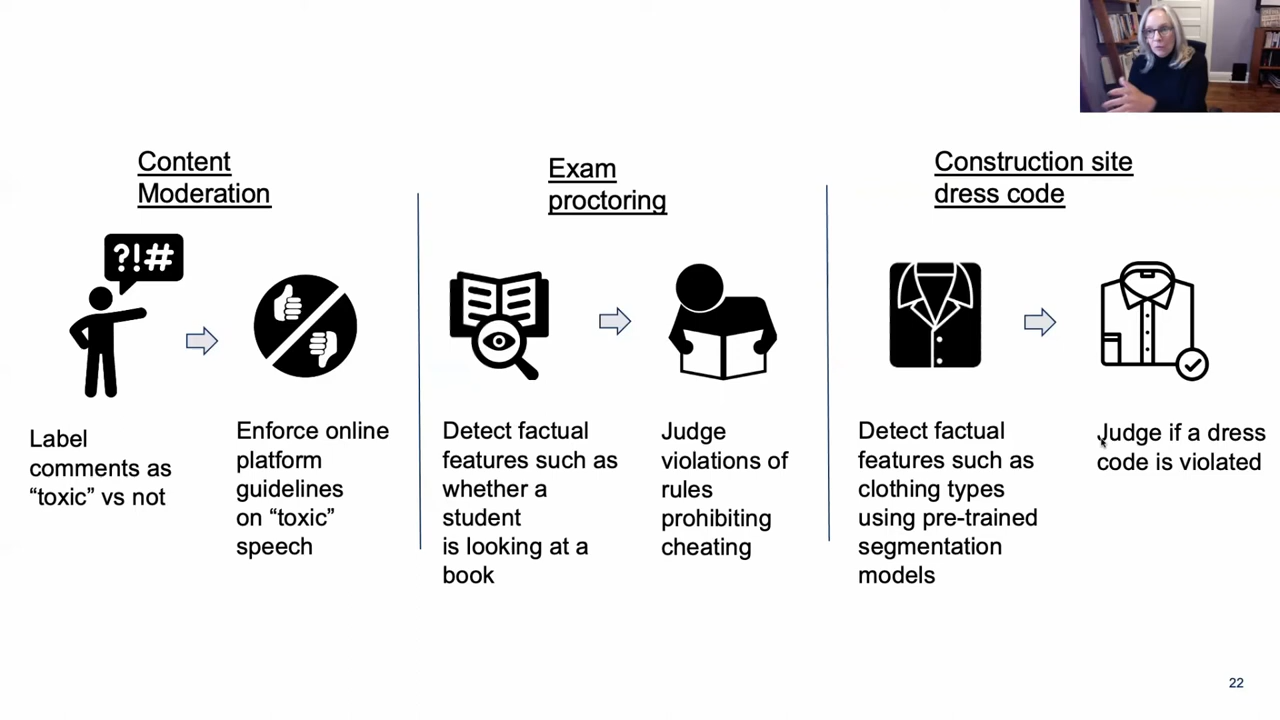 Content
Moderation
?!#
Label
comments as
“toxic” vs not
Enforce online
platform
guidelines
on “toxic”
speech
Exam
proctoring
Detect factual
features such as
whether a
student
is looking at a
book
Judge
violations of
rules
prohibiting
cheating
Construction site
dress code
Detect factual
features such as
clothing types
using pre-trained
segmentation
models
Judge if a dress
code is violated
22